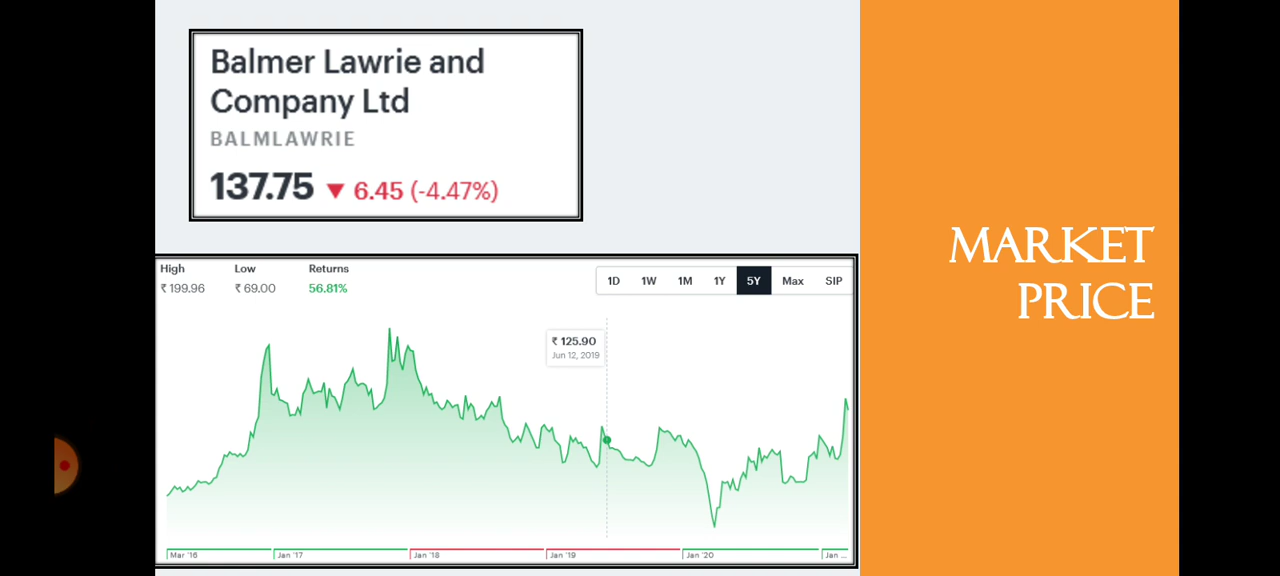 Balmer Lawrie and
Company Ltd
BALMLAWRIE
137.75 ▼ 6.45 (-4.47%)
MARKET
PRICE
High Low Returns
₹ 199.96 ₹ 69.00 56.81%
1D 1W 1M 1Y 5Y Max SIP
₹ 125.90
Jun 12, 2019
Mar '16 Jan '17 Jan '18 Jan '19 Jan '20 Jan ...